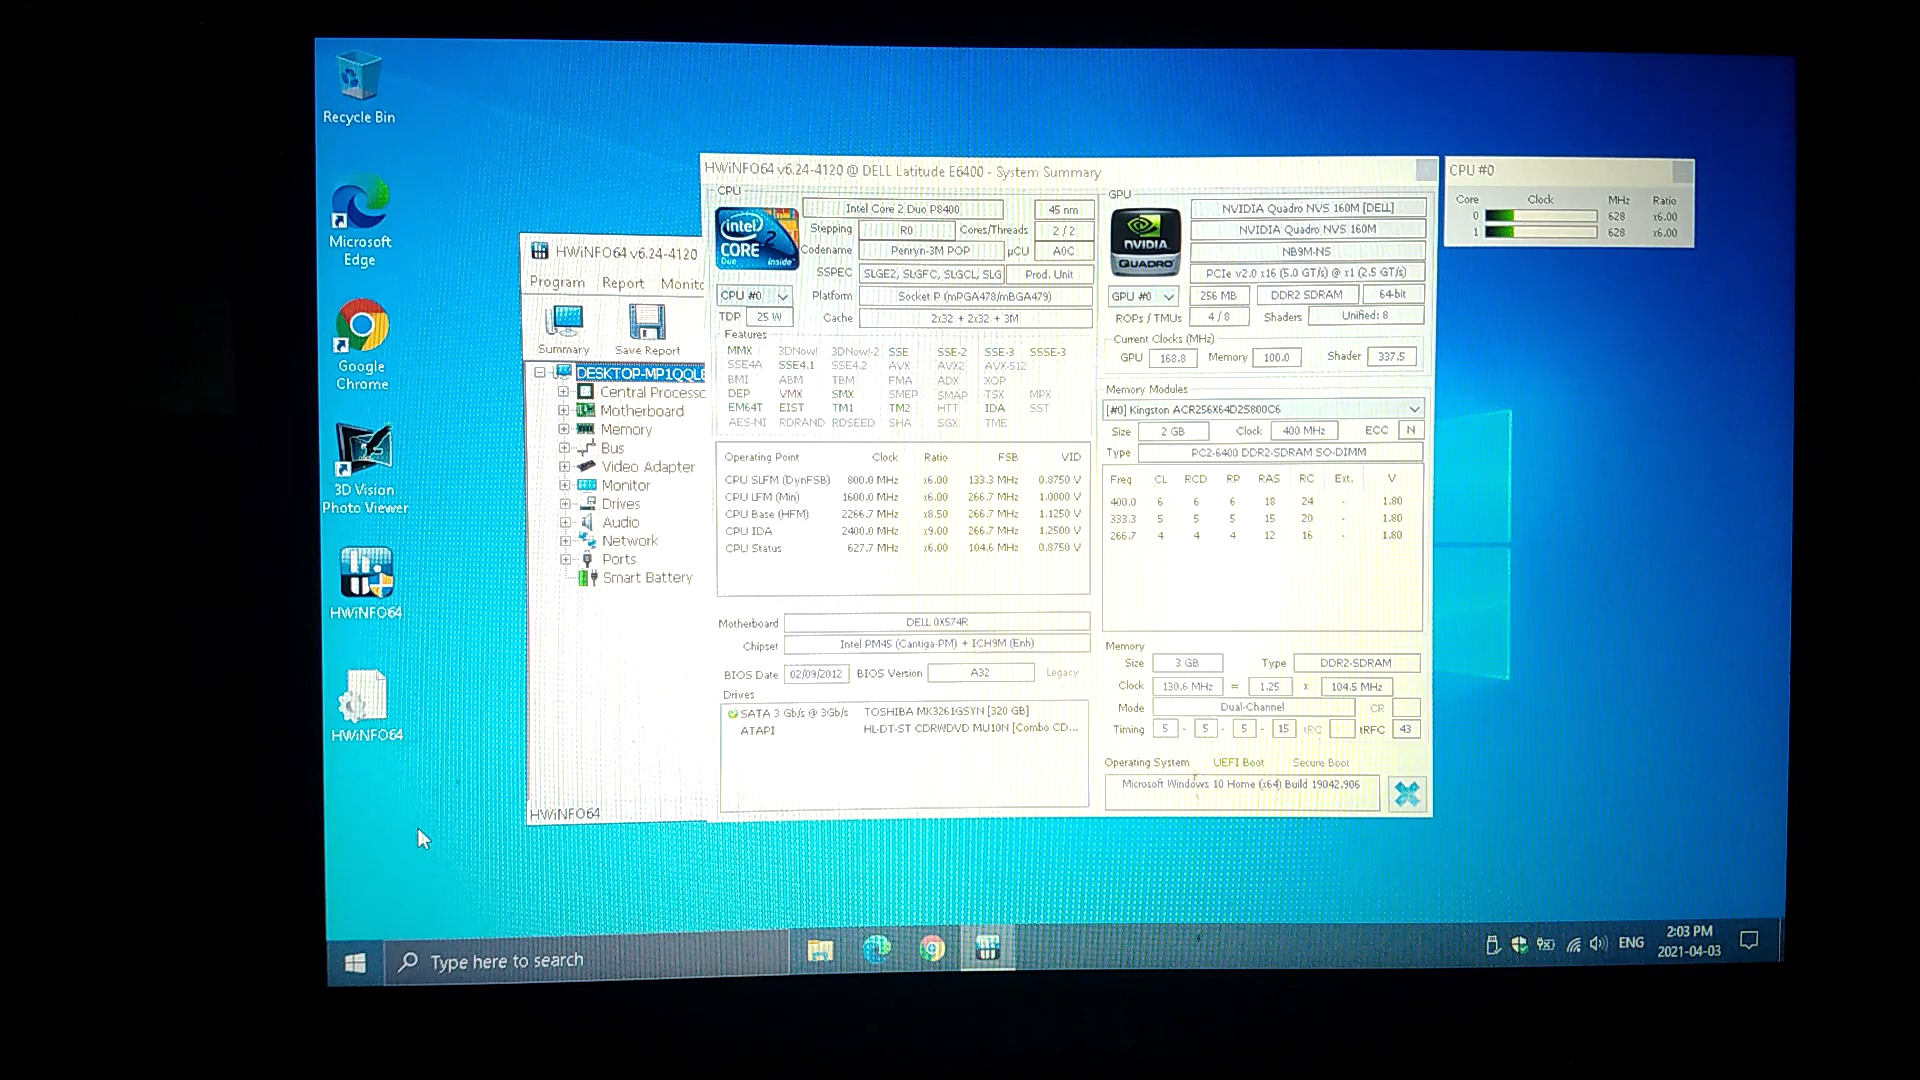 Recycle Bin
Microsoft
Edge
Google
Chrome
3D Vision
Photo Viewer
HWiNFO64
HWiNFO64
HWiNFO64 v6.24-4120
Program Report
Summary Save Report
Central
Motherboard
Memory
Bus
Video Adapter
Monitor
Drives
Audio
Network
Ports
Smart Battery
HWiNFO64
HWiNFO64 v6.24-4120 @ DELL Latitude E6400 - System Summary
CPU
intel
CORE 2
Duo inside
Intel Core 2 Duo P8400 45 nm
Stepping R0 Cores/Threads 2 / 2
Codename Penryn-3M POP µCU A0C
SSPEC SLGE2, SLGFC, SLGCL, SLG Prod. Unit
CPU #0 Platform Socket P (mPGA478/mBGA479)
TDP 25 W Cache 2x32 + 2x32 + 3M
Features
MMX 3DNow! 3DNow!-2 SSE SSE-2 SSE-3 SSSE-3
SSE4A SSE4.1 SSE4.2 AVX AVX2 AVX-512
BMI ABM TBM FMA ADX XOP
DEP VMX SMX SMEP SMAP TSX MPX
EM64T EIST TM1 TM2 HTT IDA SST
AES-NI RDRAND RDSEED SHA SGX TME
Operating Point Clock Ratio FSB VID
CPU SLFM (DynFSB) 800.0 MHz x6.00 133.3 MHz 0.8750 V
CPU LFM (Min) 1600.0 MHz x6.00 266.7 MHz 1.0000 V
CPU Base (HFM) 2266.7 MHz x8.50 266.7 MHz 1.1250 V
CPU IDA 2400.0 MHz x9.00 266.7 MHz 1.2500 V
CPU Status 627.7 MHz x6.00 104.6 MHz 0.8750 V
Motherboard DELL 0X574R
Chipset Intel PM45 (Cantiga-PM) + ICH9M (Enh)
BIOS Date 02/09/2012 BIOS Version A32 Legacy
Drives
SATA 3 Gb/s @ 3Gb/s TOSHIBA MK3261GSYN [320 GB]
ATAPI HL-DT-ST CDRWDVD MU10N [Combo CD...
GPU
NVIDIA
QUADRO
NVIDIA Quadro NVS 160M [DELL]
NVIDIA Quadro NVS 160M
NB9M-NS
PCIe v2.0 x16 (5.0 GT/s) @ x1 (2.5 GT/s)
GPU #0 256 MB DDR2 SDRAM 64-bit
ROPs / TMUs 4 / 8 Shaders Unified: 8
Current Clocks (MHz)
GPU 168.8 Memory 100.0 Shader 337.5
Memory Modules
[#0] Kingston ACR256X64D2S800C6
Size 2 GB Clock 400 MHz ECC N
Type PC2-6400 DDR2-SDRAM SO-DIMM
Freq CL RCD RP RAS RC Ext. V
400.0 6 6 6 18 24 - 1.80
333.3 5 5 5 15 20 - 1.80
266.7 4 4 4 12 16 - 1.80
Memory
Size 3 GB Type DDR2-SDRAM
Clock 130.6 MHz = 1.25 x 104.5 MHz
Mode Dual-Channel CR
Timing 5 - 5 - 5 - 15 tRC tRFC 43
Operating System UEFI Boot Secure Boot
Microsoft Windows 10 Home (x64) Build 19042.906
CPU #0
Core Clock MHz Ratio
0 628 x6.00
1 628 x6.00
Type here to search
ENG
2:03 PM
2021-04-03